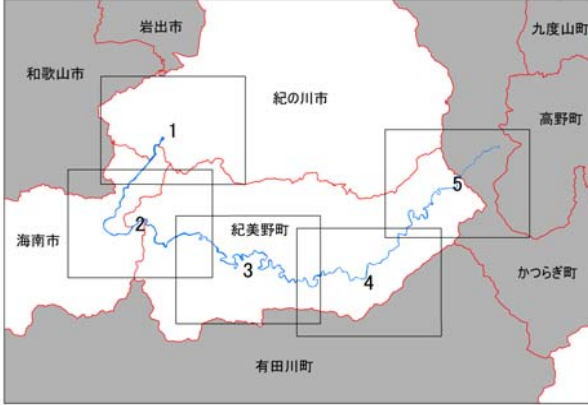 岩出市
九度山町
和歌山市
紀の川市
高野町
1
5
2
海南市
紀美野町
3
4
かつらぎ町
有田川町